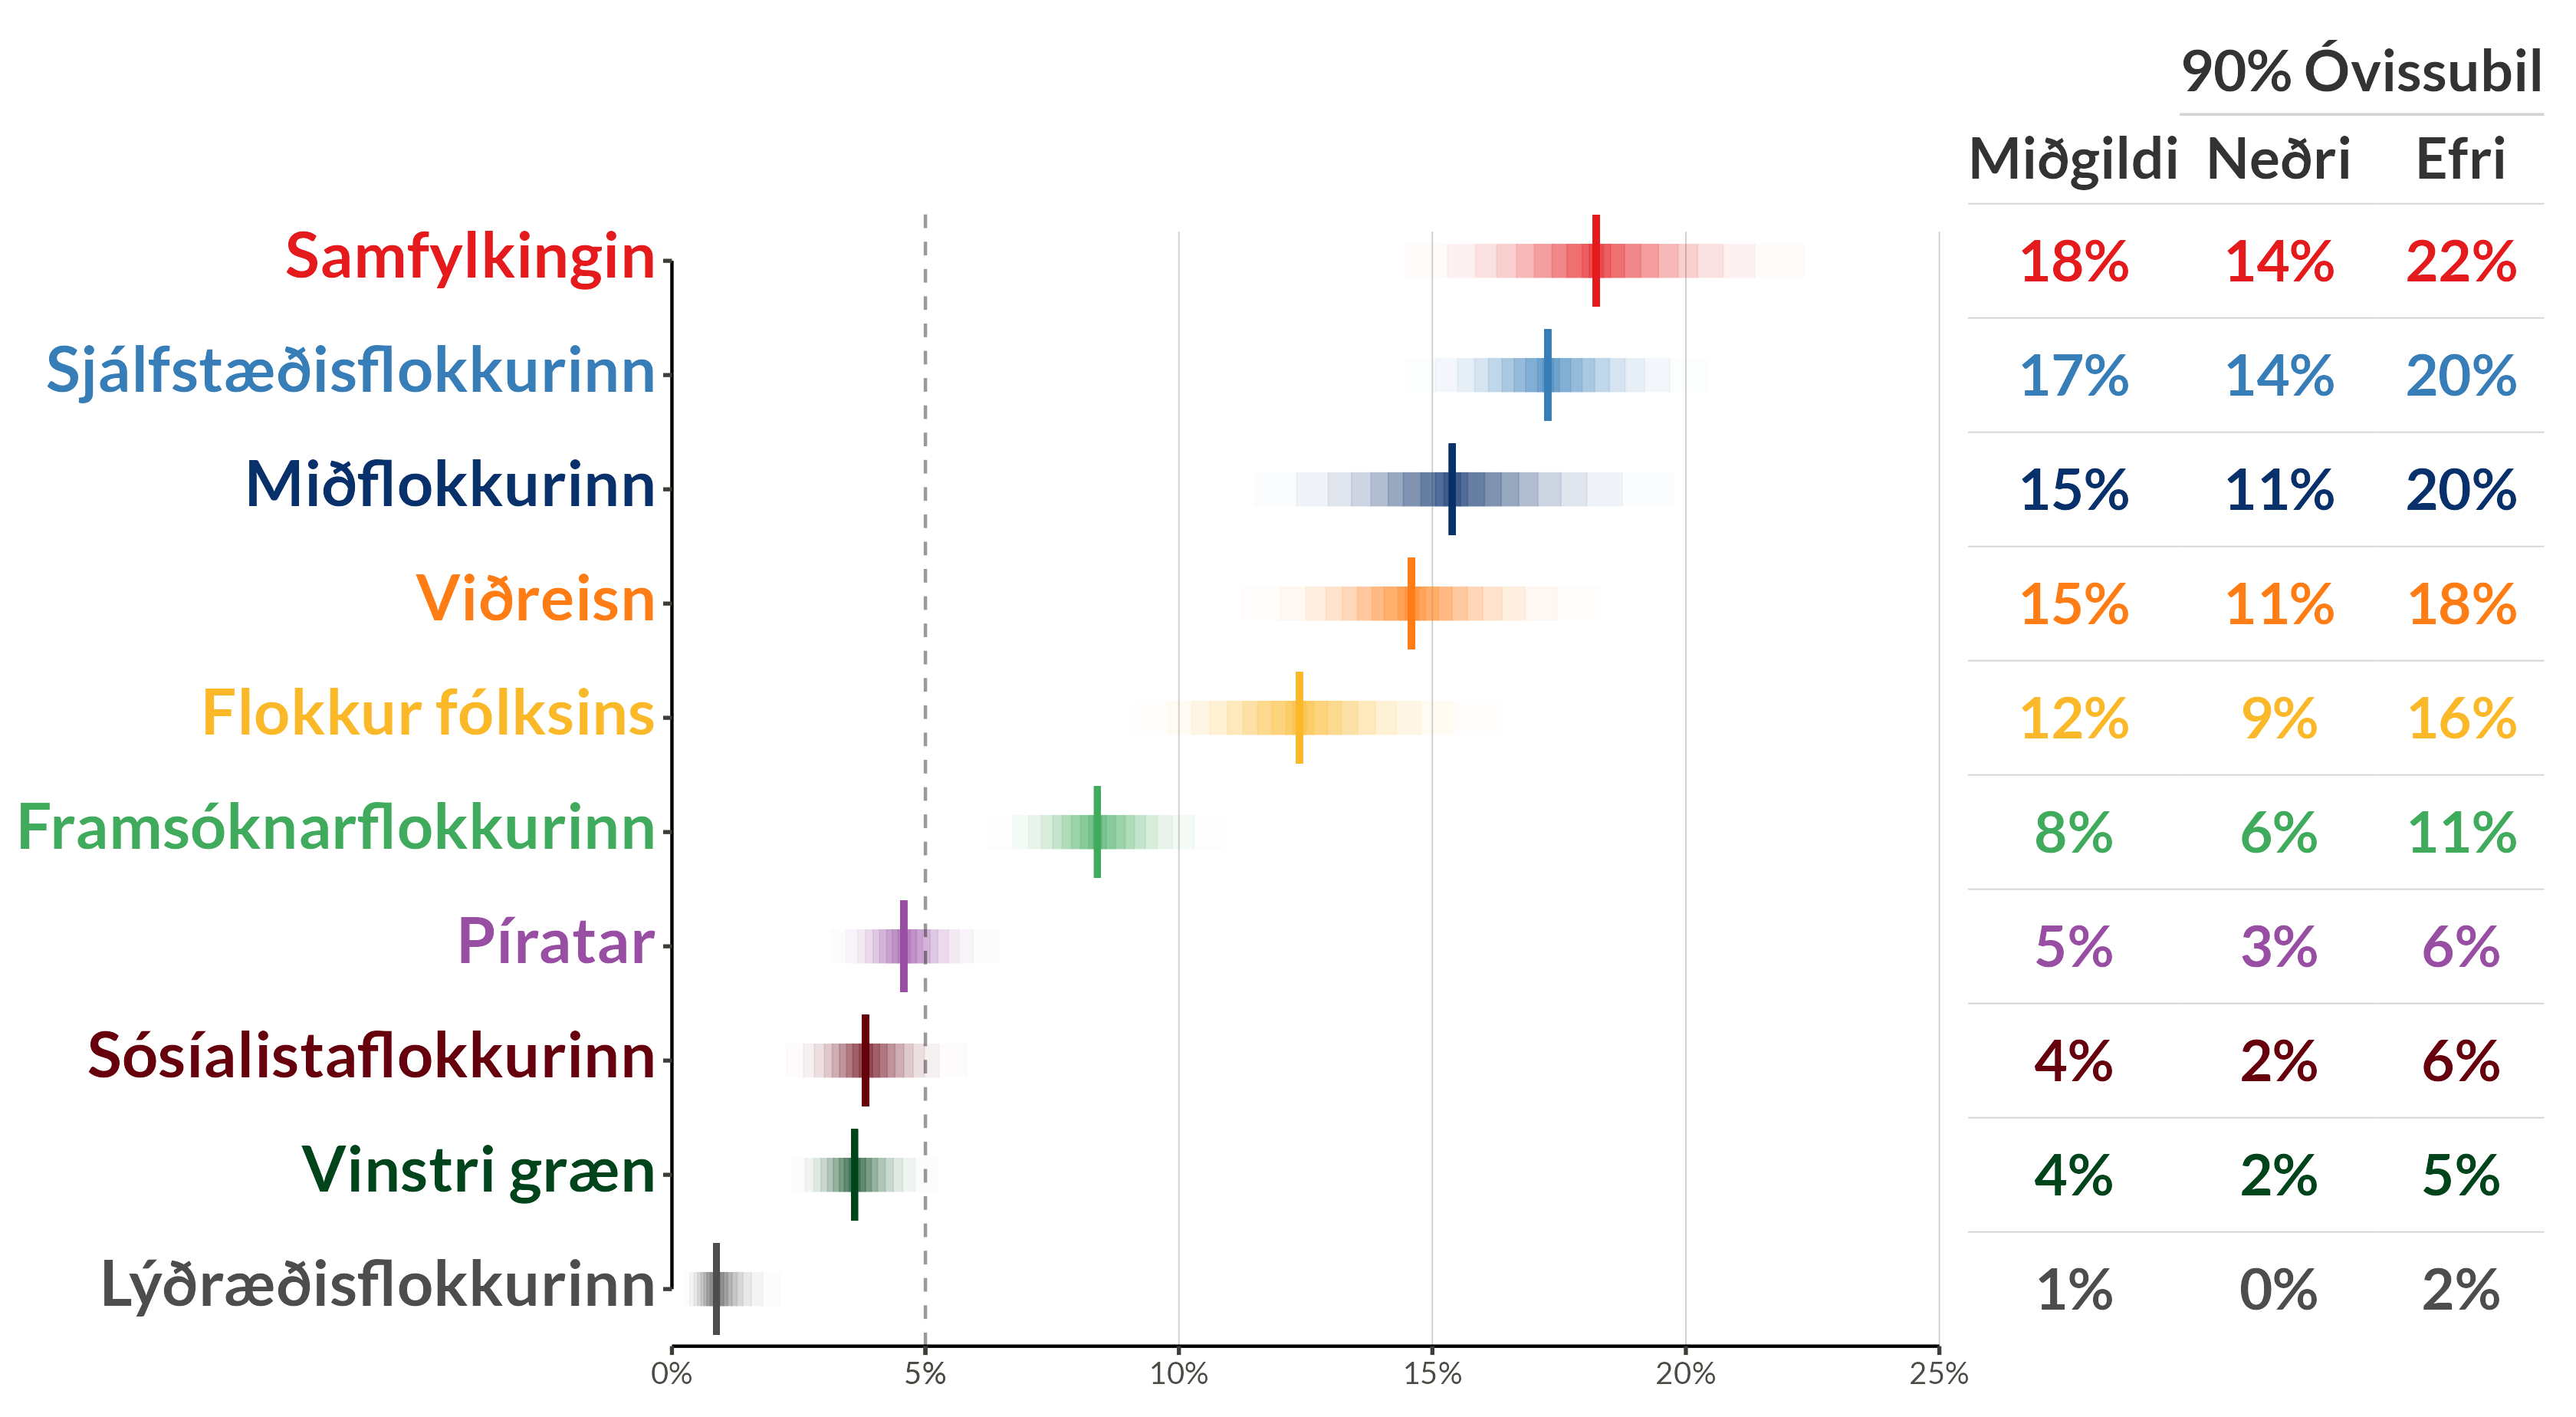 90% Óvissubil
Miðgildi Neðri Efri
Samfylkingin 18% 14% 22%
Sjálfstæðisflokkurinn 17% 14% 20%
Miðflokkurinn 15% 11% 20%
Viðreisn 15% 11% 18%
Flokkur fólksins 12% 9% 16%
Framsóknarflokkurinn 8% 6% 11%
Píratar 5% 3% 6%
Sósíalistaflokkurinn 4% 2% 6%
Vinstri græn 4% 2% 5%
Lýðræðisflokkurinn 1% 0% 2%
0% 5% 10% 15% 20% 25%